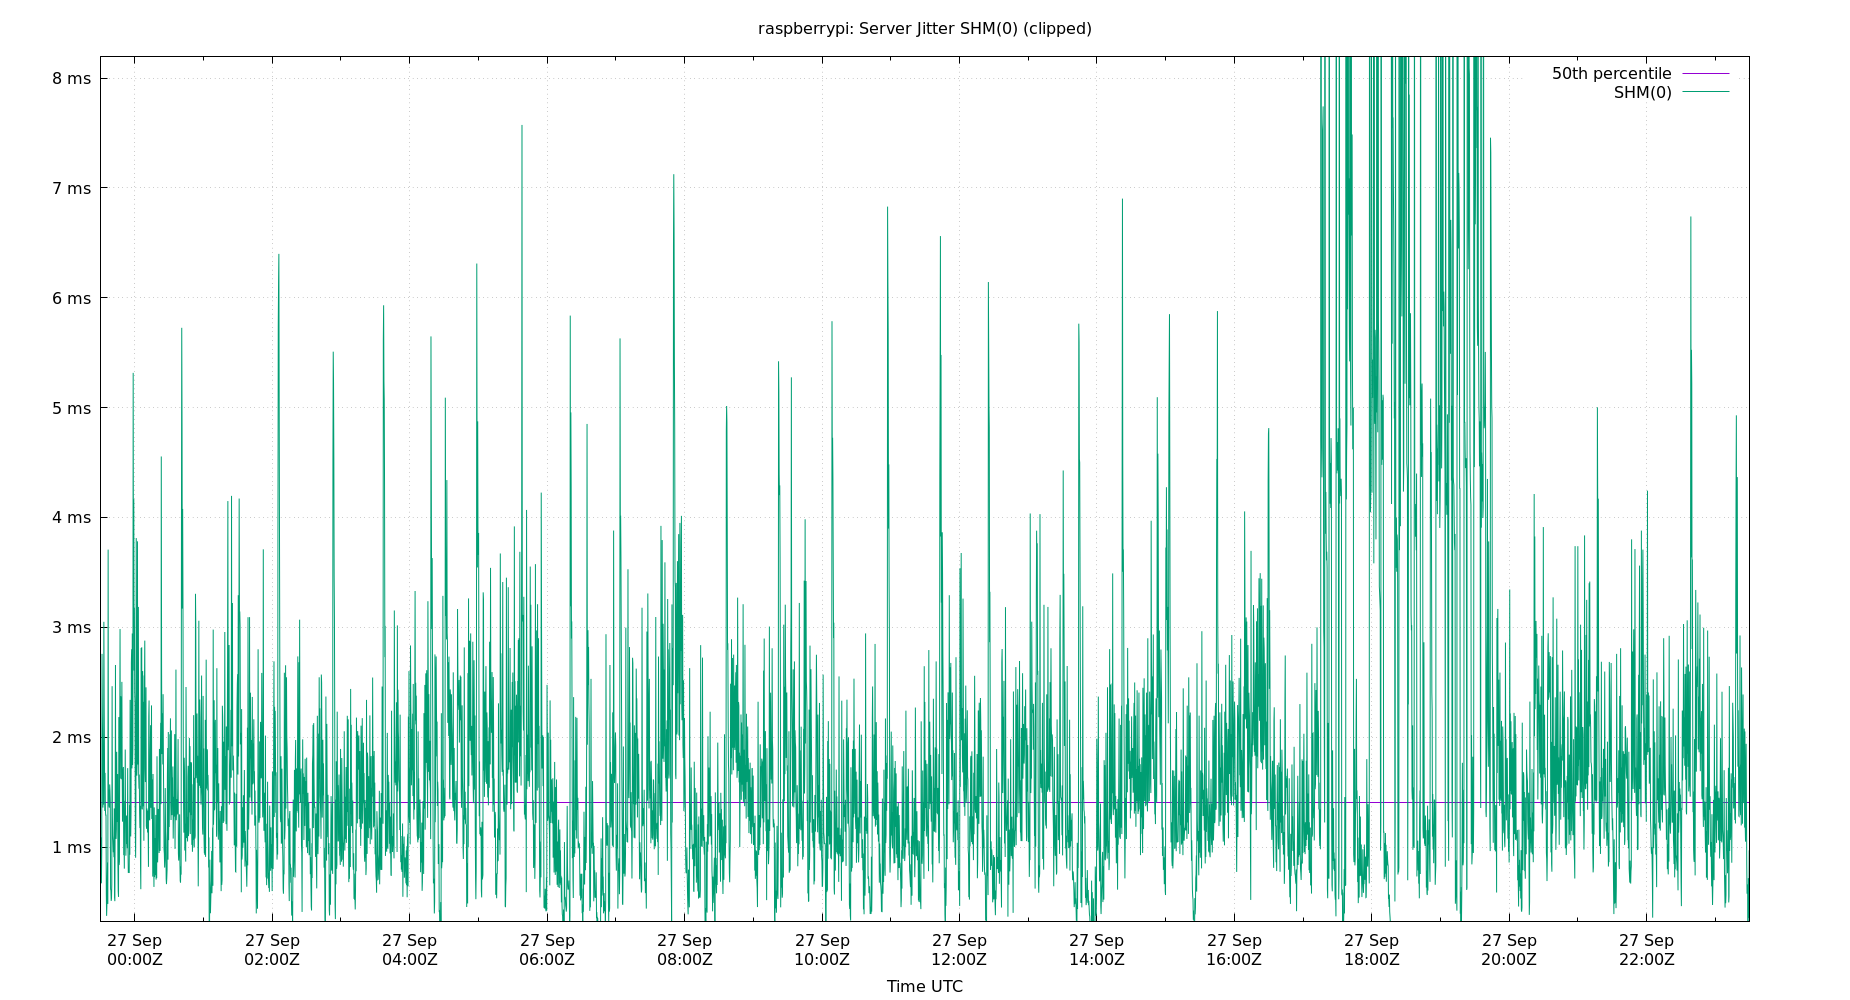 raspberrypi: Server Jitter SHM(0) (clipped)
8 ms
7 ms
6 ms
5 ms
4 ms
3 ms
2 ms
1 ms
50th percentile
SHM(0)
27 Sep 27 Sep 27 Sep 27 Sep 27 Sep 27 Sep 27 Sep 27 Sep 27 Sep 27 Sep 27 Sep 27 Sep
00:00Z 02:00Z 04:00Z 06:00Z 08:00Z 10:00Z 12:00Z 14:00Z 16:00Z 18:00Z 20:00Z 22:00Z
Time UTC